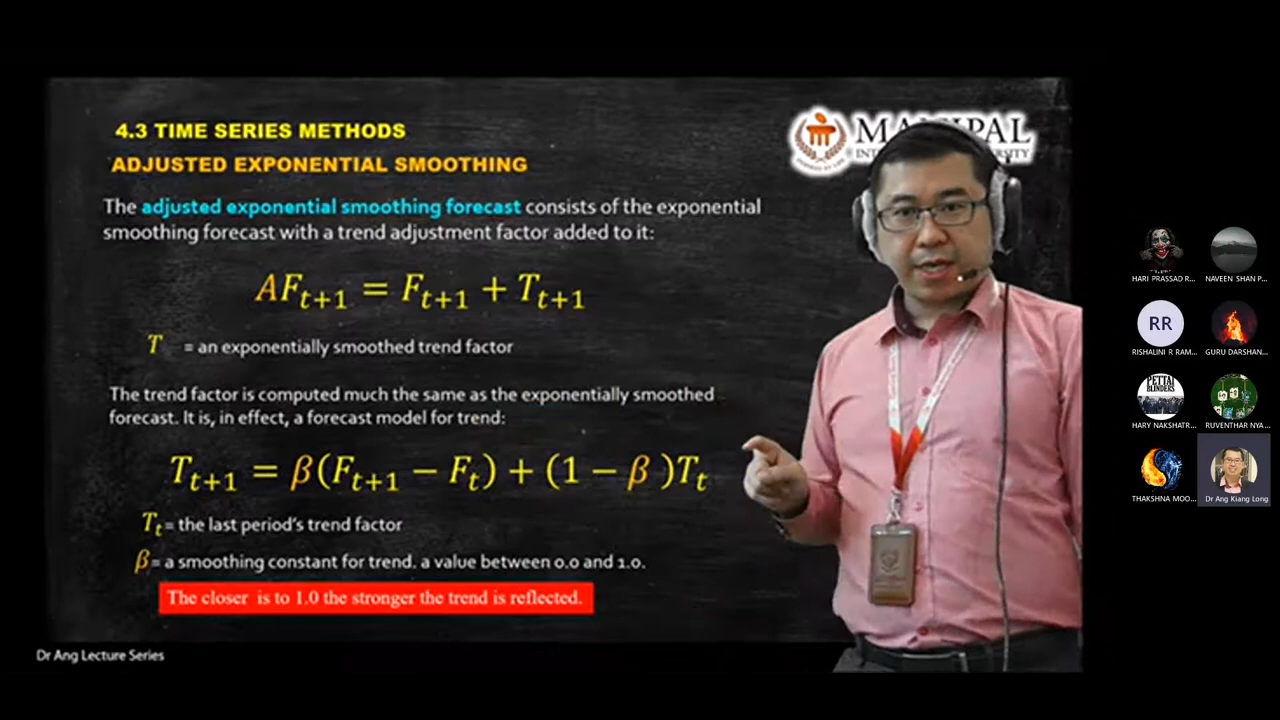 4.3 TIME SERIES METHODS
ADJUSTED EXPONENTIAL SMOOTHING
The adjusted exponential smoothing forecast consists of the exponential
smoothing forecast with a trend adjustment factor added to it:
AFₜ₊₁ = Fₜ₊₁ + Tₜ₊₁
T = an exponentially smoothed trend factor
The trend factor is computed much the same as the exponentially smoothed
forecast. It is, in effect, a forecast model for trend:
Tₜ₊₁ = β(Fₜ₊₁ − Fₜ) + (1 − β )Tₜ
Tₜ = the last period's trend factor
β = a smoothing constant for trend. a value between 0.0 and 1.0.
The closer is to 1.0 the stronger the trend is reflected.
Dr Ang Lecture Series
HARI PRASSAD R...
NAVEEN SHAN P...
RR
RISHALINI R RAM...
GURU DARSHAN...
PETTAI
BLINDERS
HARY NAKSHATR...
RUVENTHAR NYA...
THAKSHNA MOO...
Dr Ang Kiang Long